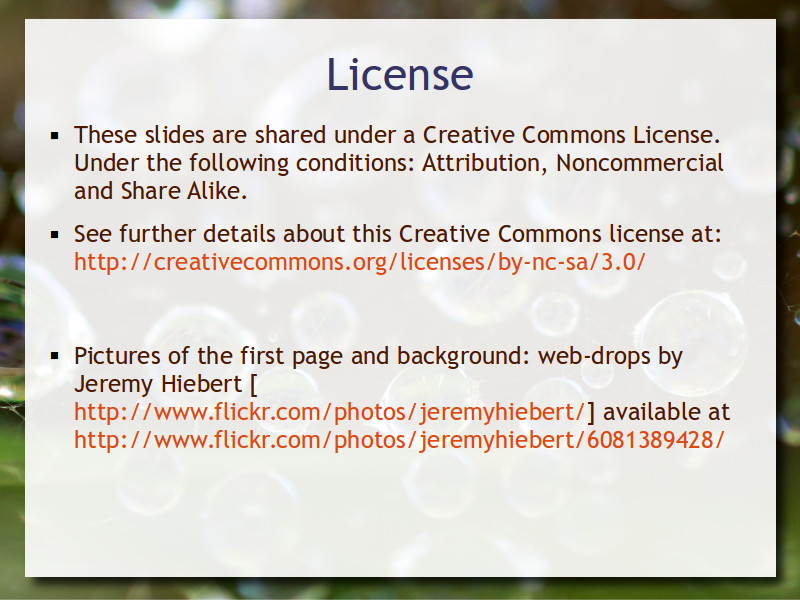 License
These slides are shared under a Creative Commons License.
Under the following conditions: Attribution, Noncommercial
and Share Alike.
See further details about this Creative Commons license at:
http://creativecommons.org/licenses/by-nc-sa/3.0/
Pictures of the first page and background: web-drops by
Jeremy Hiebert [
http://www.flickr.com/photos/jeremyhiebert/] available at
http://www.flickr.com/photos/jeremyhiebert/6081389428/